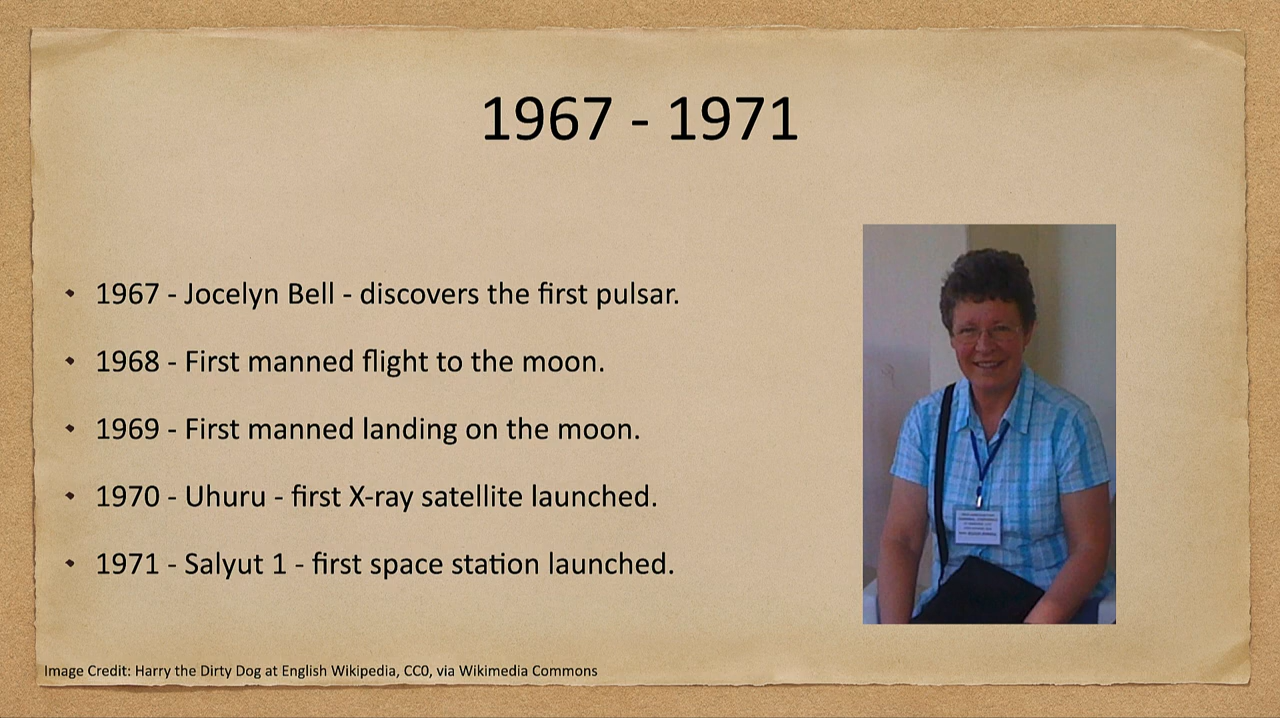 1967 - 1971
1967 - Jocelyn Bell - discovers the first pulsar.
1968 - First manned flight to the moon.
1969 - First manned landing on the moon.
1970 - Uhuru - first X-ray satellite launched.
1971 - Salyut 1 - first space station launched.
Image Credit: Harry the Dirty Dog at English Wikipedia, CC0, via Wikimedia Commons